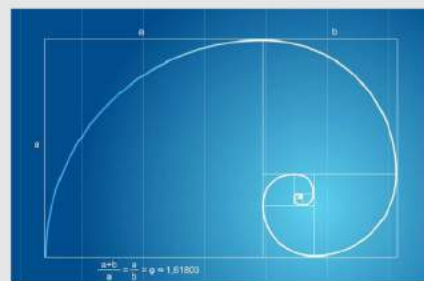 a b
a
a+b/a = a/b = φ = 1,61803